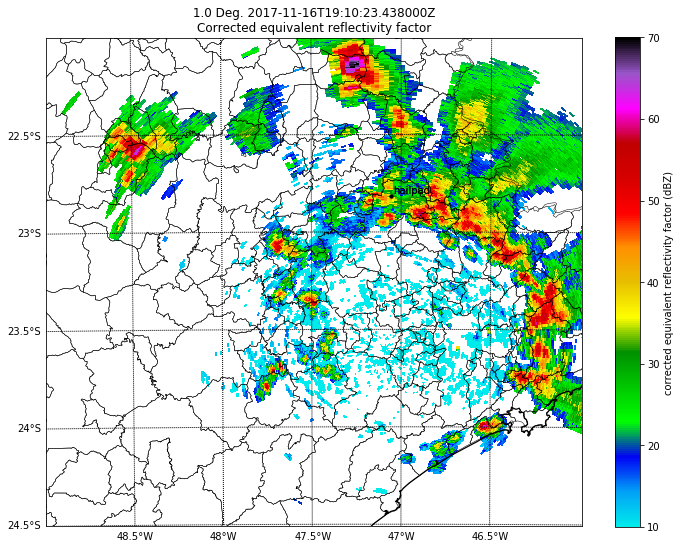 1.0 Deg. 2017-11-16T19:10:23.438000Z
Corrected equivalent reflectivity factor
22.5°S
23°S
23.5°S
24°S
24.5°S
48.5°W
48°W
47.5°W
47°W
46.5°W
hailpad
70
60
50
40
30
20
10
corrected equivalent reflectivity factor (dBZ)